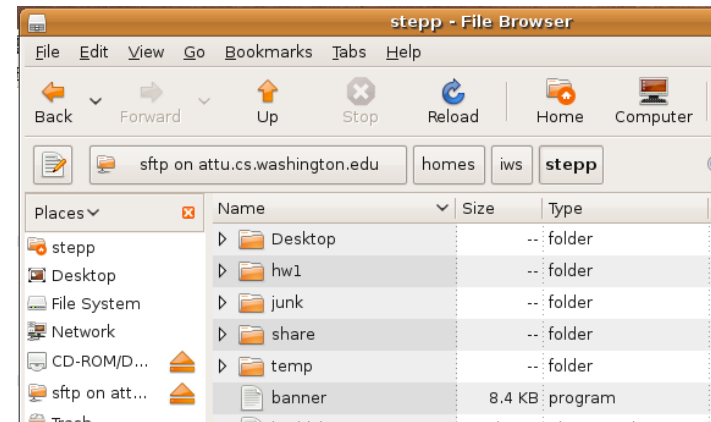 stepp - File Browser
File Edit View Go Bookmarks Tabs Help
Back Forward Up Stop Reload Home Computer
sftp on attu.cs.washington.edu homes iws stepp
Places Name Size Type
stepp
Desktop
File System
Network
CD-ROM/D...
sftp on att...
Trash
Desktop -- folder
hw1 -- folder
junk -- folder
share -- folder
temp -- folder
banner 8.4 KB program